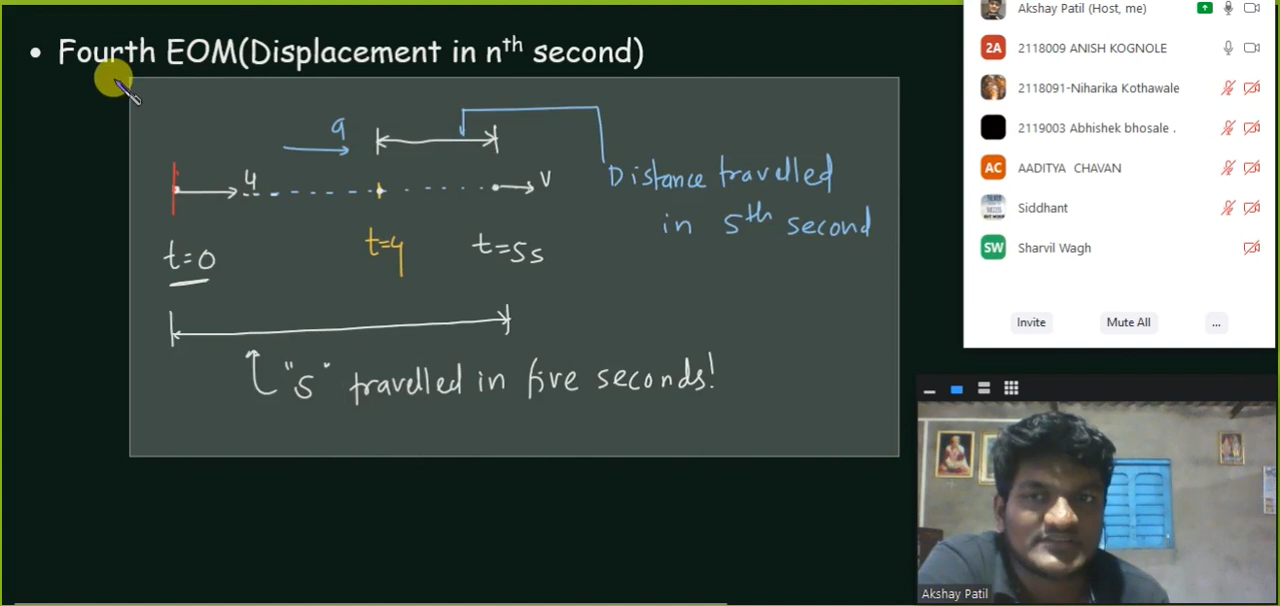 • Fourth EOM(Displacement in nth second)
a
u
v
Distance travelled
in 5th second
t=0
t=4
t=5s
"s" travelled in five seconds!
Akshay Patil (Host, me)
2A 2118009 ANISH KOGNOLE
2118091-Niharika Kothawale
2119003 Abhishek bhosale .
AC AADITYA CHAVAN
Siddhant
SW Sharvil Wagh
Invite Mute All ...
Akshay Patil